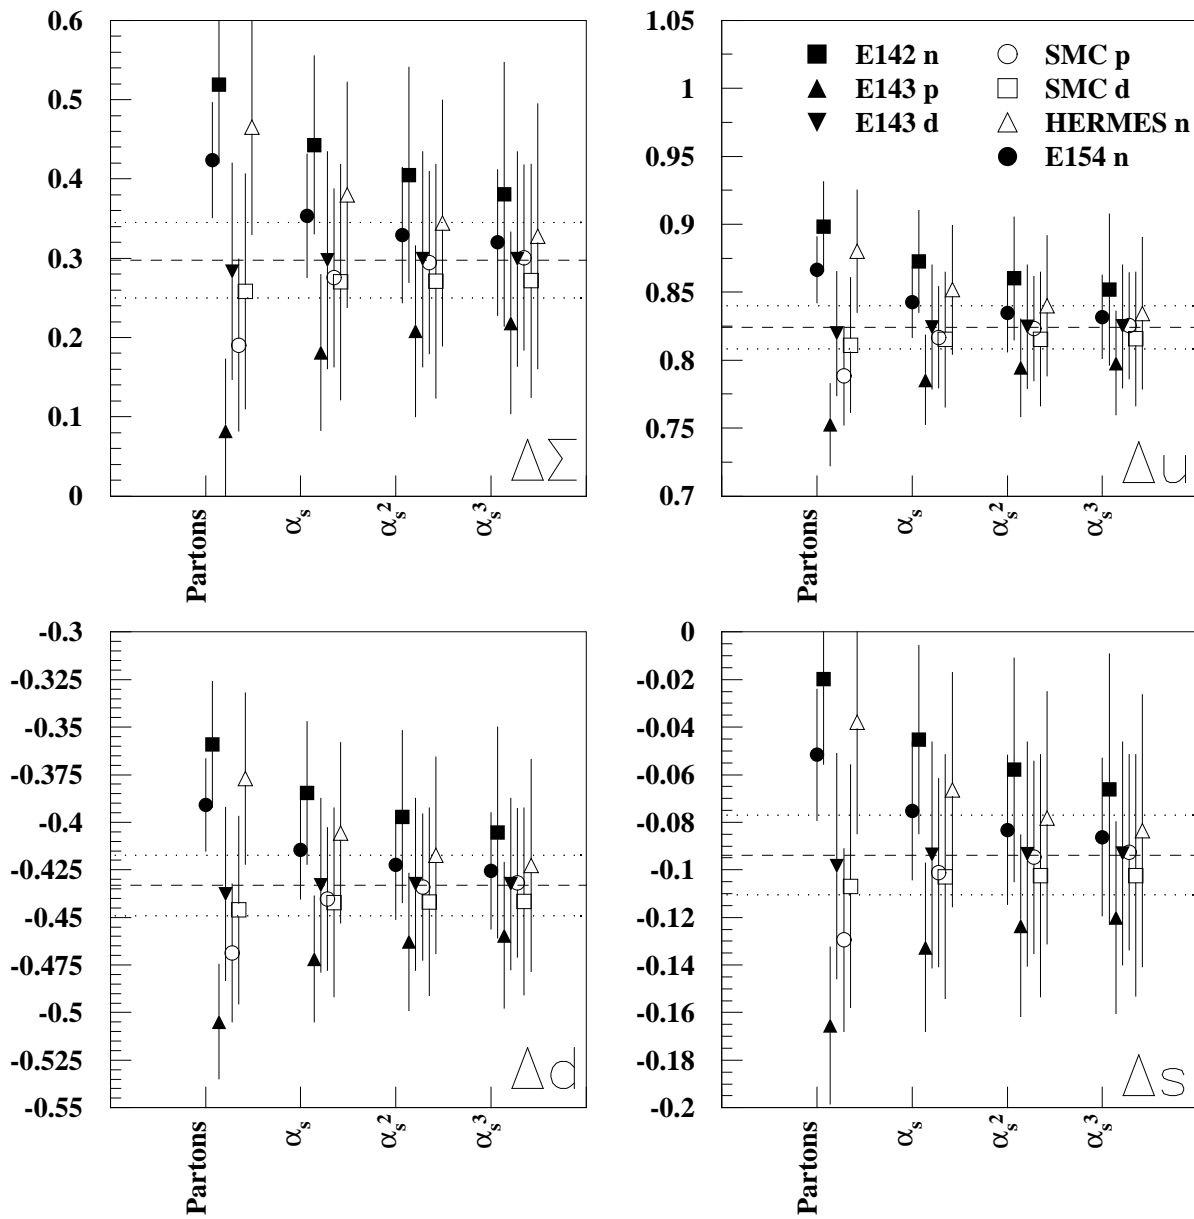 0.6
0.5
0.4
0.3
0.2
0.1
0
ΔΣ
Partons
α_s
α_s^2
α_s^3
1.05
1
0.95
0.9
0.85
0.8
0.75
0.7
E142 n
E143 p
E143 d
SMC p
SMC d
HERMES n
E154 n
Δu
Partons
α_s
α_s^2
α_s^3
-0.3
-0.325
-0.35
-0.375
-0.4
-0.425
-0.45
-0.475
-0.5
-0.525
-0.55
Δd
Partons
α_s
α_s^2
α_s^3
0
-0.02
-0.04
-0.06
-0.08
-0.1
-0.12
-0.14
-0.16
-0.18
-0.2
Δs
Partons
α_s
α_s^2
α_s^3